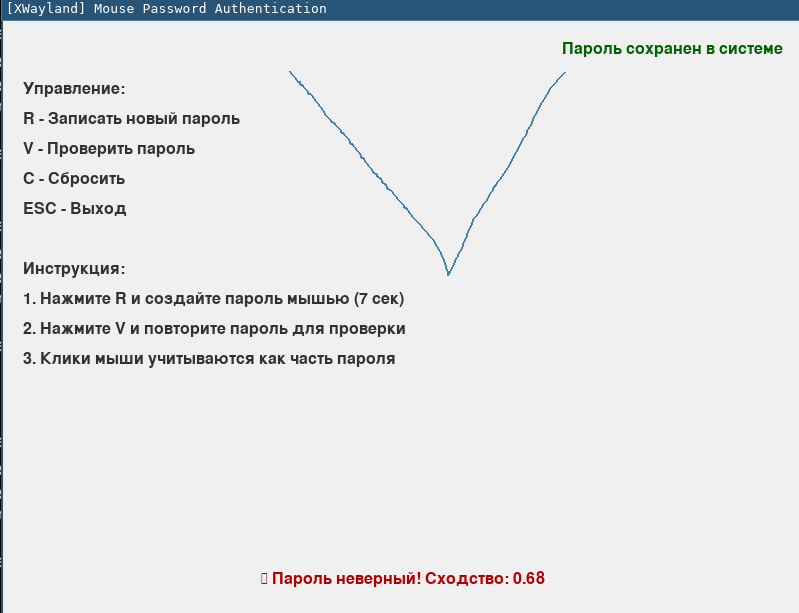 [XWayland] Mouse Password Authentication
Пароль сохранен в системе
Управление:
R - Записать новый пароль
V - Проверить пароль
C - Сбросить
ESC - Выход
Инструкция:
1. Нажмите R и создайте пароль мышью (7 сек)
2. Нажмите V и повторите пароль для проверки
3. Клики мыши учитываются как часть пароля
Пароль неверный! Сходство: 0.68